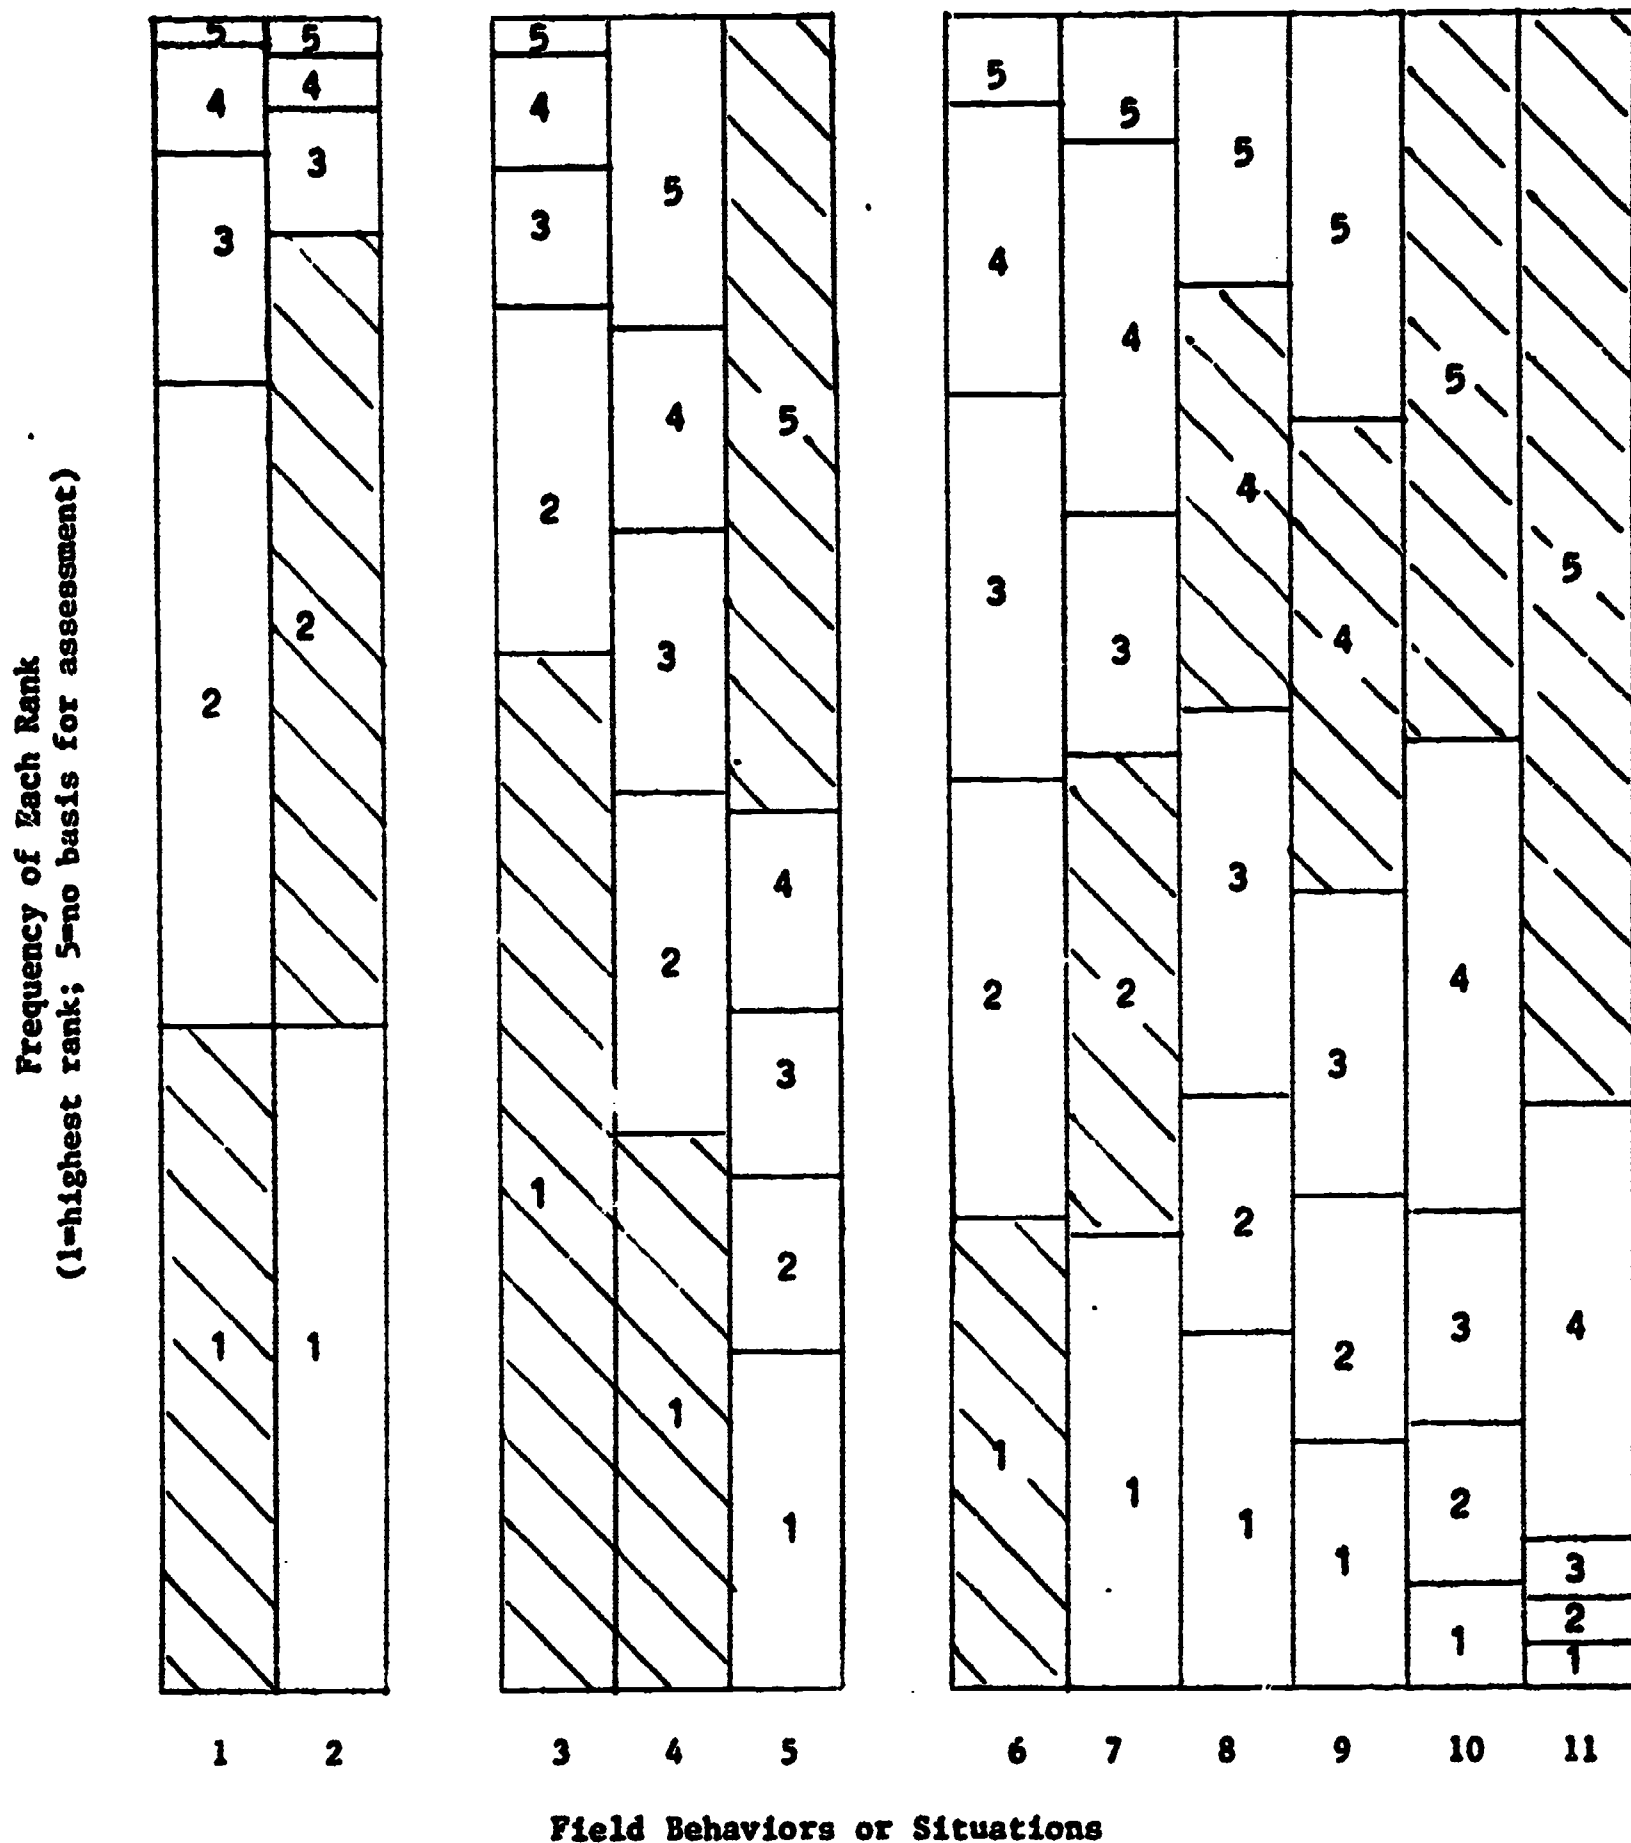 Frequency of Each Rank
(1=highest rank; 5=no basis for assessment)
5 5 5
4 4 4
3 3 3
2 2 2
1 1 1
5 5
4 4
3 3
2 2
1 1
5 5 5 5 5 5
4 4 4 4 4 4
3 3 3 3 3 3
2 2 2 2 2 2
1 1 1 1 1 1
1 2 3 4 5 6 7 8 9 10 11
Field Behaviors or Situations